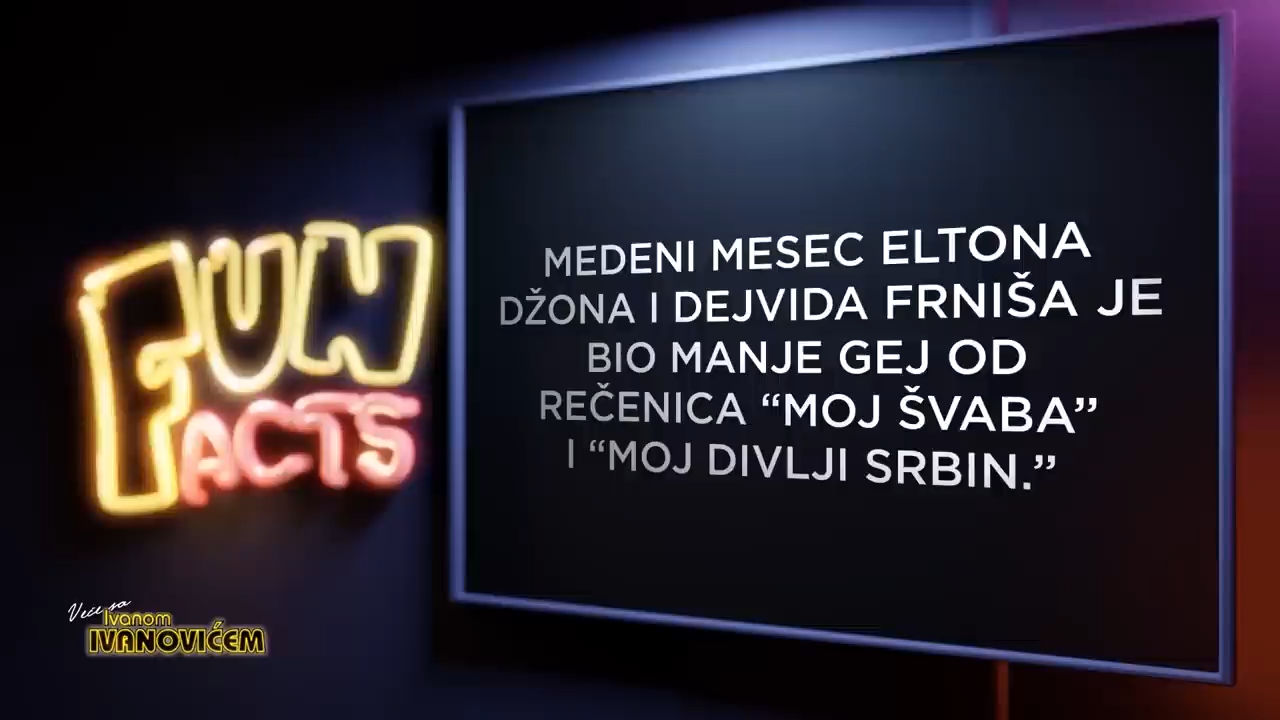 FUN
FACTS
MEDENI MESEC ELTONA
DŽONA I DEJVIDA FRNIŠA JE
BIO MANJE GEJ OD
REČENICA “MOJ ŠVABA”
I “MOJ DIVLJI SRBIN.”
Veče sa
Ivanom
IVANOVIĆEM